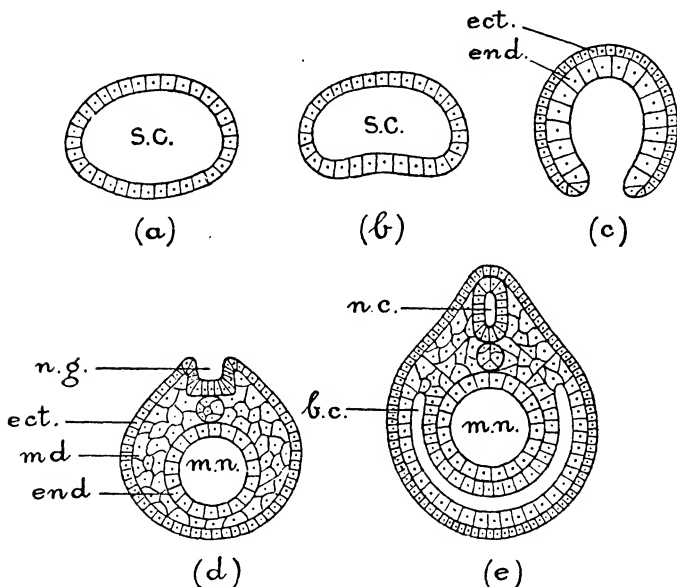 ect.
end.
S.C.
S.C.
(a)
(b)
(c)
n.g.
ect.
md
end
m.n.
(d)
n.c.
b.c.
m.n.
(e)